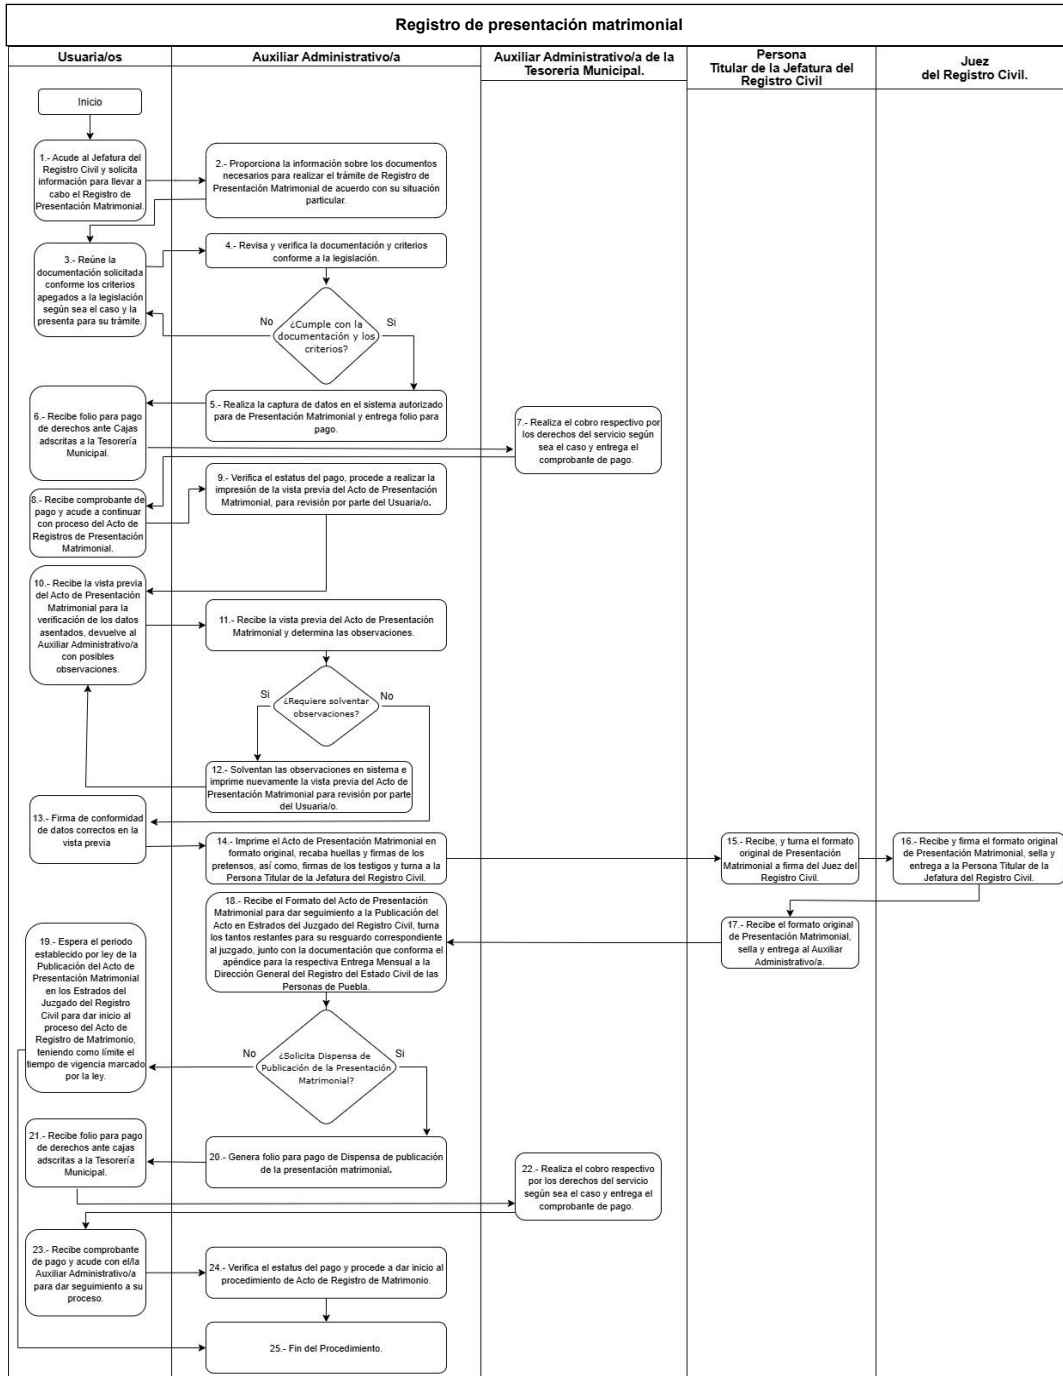 Registro de presentación matrimonial
Usuaria/os
Auxiliar Administrativo/a
Auxiliar Administrativo/a de la
Tesorería Municipal.
Persona
Titular de la Jefatura del
Registro Civil
Juez
del Registro Civil.
Inicio
1.- Acude al Jefatura del
Registro Civil y solicita
información para llevar a
cabo el Registro de
Presentación Matrimonial.
2.- Proporciona la información sobre los documentos
necesarios para realizar el trámite de Registro de
Presentación Matrimonial de acuerdo con su situación
particular.
3.- Reúne la
documentación solicitada
conforme los criterios
apegados a la legislación
según sea el caso y la
presenta para su trámite.
4.- Revisa y verifica la documentación y criterios
conforme a la legislación.
No
¿Cumple con la
documentación y los
criterios?
Si
5.- Realiza la captura de datos en el sistema autorizado
para de Presentación Matrimonial y entrega folio para
pago.
6.- Recibe folio para pago
de derechos ante Cajas
adscritas a la Tesorería
Municipal.
7.- Realiza el cobro respectivo por
los derechos del servicio según
sea el caso y entrega el
comprobante de pago.
8.- Recibe comprobante de
pago y acude a continuar
con proceso del Acto de
Registros de Presentación
Matrimonial.
9.- Verifica el estatus del pago, procede a realizar la
impresión de la vista previa del Acto de Presentación
Matrimonial, para revisión por parte del Usuaria/o.
10.- Recibe la vista previa
del Acto de Presentación
Matrimonial para la
verificación de los datos
asentados, devuelve al
Auxiliar Administrativo/a
con posibles
observaciones.
11.- Recibe la vista previa del Acto de Presentación
Matrimonial y determina las observaciones.
Si
¿Requiere solventar
observaciones?
No
12.- Solventan las observaciones en sistema e
imprime nuevamente la vista previa del Acto de
Presentación Matrimonial para revisión por parte
del Usuaria/o.
13.- Firma de conformidad
de datos correctos en la
vista previa
14.- Imprime el Acto de Presentación Matrimonial en
formato original, recaba huellas y firmas de los
pretensos, así como, firmas de los testigos y turna a la
Persona Titular de la Jefatura del Registro Civil.
15.- Recibe, y turna el formato
original de Presentación
Matrimonial a firma del Juez del
Registro Civil.
16.- Recibe y firma el formato original
de Presentación Matrimonial, sella y
entrega a la Persona Titular de la
Jefatura del Registro Civil.
17.- Recibe el formato original
de Presentación Matrimonial,
sella y entrega al Auxiliar
Administrativo/a.
18.- Recibe el Formato del Acto de Presentación
Matrimonial para dar seguimiento a la Publicación del
Acto en Estrados del Juzgado del Registro Civil, turna
los tantos restantes para su resguardo correspondiente
al juzgado, junto con la documentación que conforma el
apéndice para la respectiva Entrega Mensual a la
Dirección General del Registro del Estado Civil de las
Personas de Puebla.
19.- Espera el periodo
establecido por ley de la
Publicación del Acto de
Presentación Matrimonial
en los Estrados del
Juzgado del Registro
Civil para dar inicio al
proceso del Acto de
Registro de Matrimonio,
teniendo como límite el
tiempo de vigencia marcado
por la ley.
No
¿Solicita Dispensa de
Publicación de la Presentación
Matrimonial?
Si
20.- Genera folio para pago de Dispensa de publicación
de la presentación matrimonial.
21.- Recibe folio para pago
de derechos ante cajas
adscritas a la Tesorería
Municipal.
22.- Realiza el cobro respectivo
por los derechos del servicio
según sea el caso y entrega el
comprobante de pago.
23.- Recibe comprobante
de pago y acude con el/la
Auxiliar Administrativo/a
para dar seguimiento a su
proceso.
24.- Verifica el estatus del pago y procede a dar inicio al
procedimiento de Acto de Registro de Matrimonio.
25.- Fin del Procedimiento.